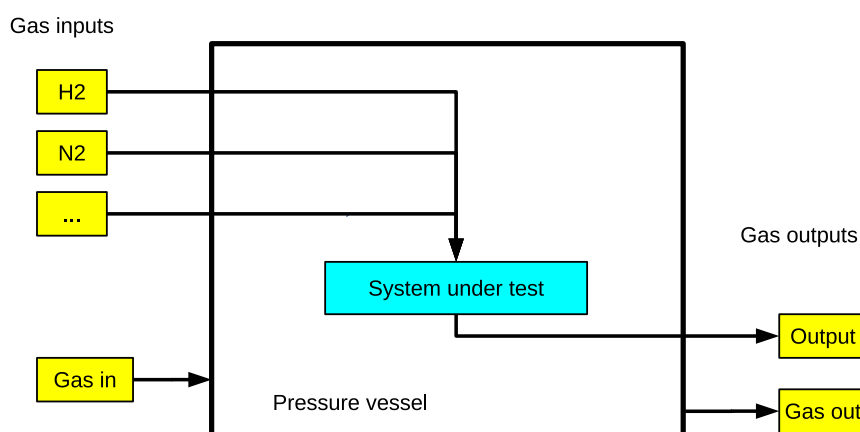 Gas inputs
H2
N2
...
Gas outputs
System under test
Output
Gas in
Pressure vessel
Gas out